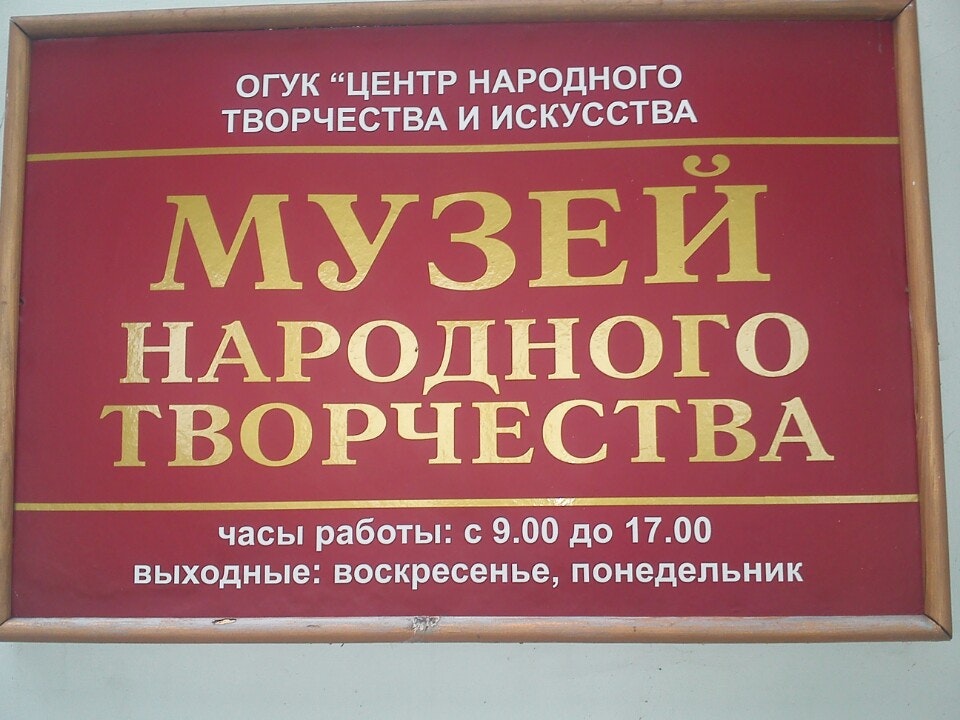 ОГУК “ЦЕНТР НАРОДНОГО
ТВОРЧЕСТВА И ИСКУССТВА
МУЗЕЙ
НАРОДНОГО
ТВОРЧЕСТВА
часы работы: с 9.00 до 17.00
выходные: воскресенье, понедельник